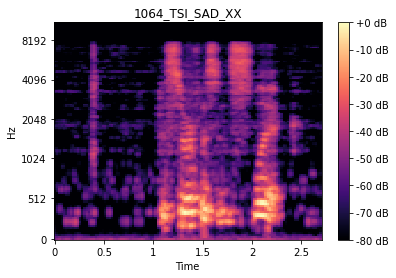 1064_TSI_SAD_XX
Hz
8192
4096
2048
1024
512
0
0
0.5
1
1.5
2
2.5
Time
+0 dB
-10 dB
-20 dB
-30 dB
-40 dB
-50 dB
-60 dB
-70 dB
-80 dB